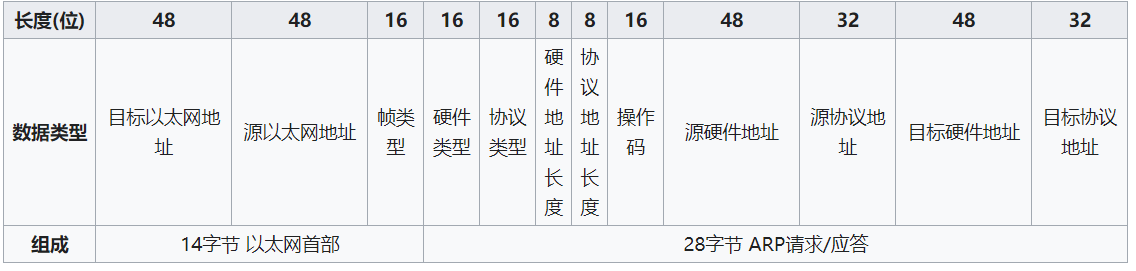 长度(位) 48 48 16 16 16 8 8 16 48 32 48 32
数据类型 目标以太网地址 源以太网地址 帧类型 硬件类型 协议类型 硬件地址长度 协议地址长度 操作码 源硬件地址 源协议地址 目标硬件地址 目标协议地址
组成 14字节 以太网首部 28字节 ARP请求/应答